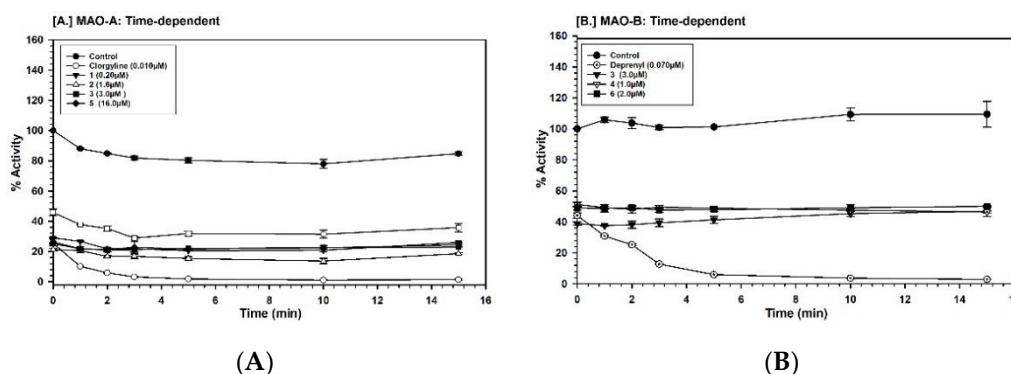 [A.] MAO-A: Time-dependent
160
140
120
100
80
60
40
20
0
% Activity
Control
Clorgyline (0.010µM)
1 (0.20µM)
2 (1.6µM)
3 (3.0µM )
5 (16.0µM)
0 2 4 6 8 10 12 14 16
Time (min)
(A)
[B.] MAO-B: Time-dependent
160
140
120
100
80
60
40
20
0
% Activity
Control
Deprenyl (0.070µM)
3 (3.0µM)
4 (1.0µM)
6 (2.0µM)
0 2 4 6 8 10 12 14 16
Time (min)
(B)